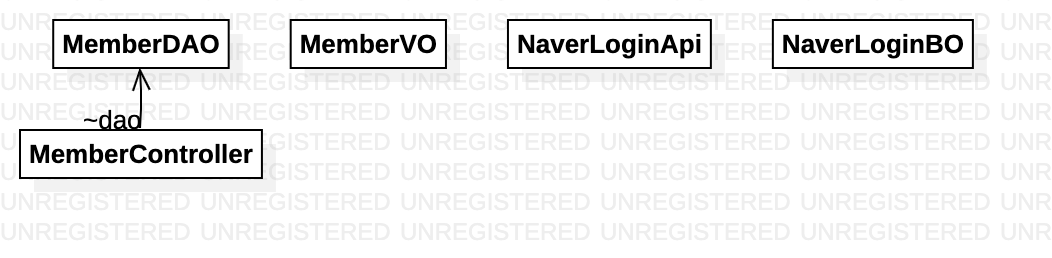 MemberDAO MemberVO NaverLoginApi NaverLoginBO
~dao
MemberController
UNREGISTERED UNREGISTERED UNREGISTERED UNREGISTERED UNREGISTERED UNR
UNREGISTERED UNREGISTERED UNREGISTERED UNREGISTERED UNREGISTERED UNR
UNREGISTERED UNREGISTERED UNREGISTERED UNREGISTERED UNREGISTERED UNR
UNREGISTERED UNREGISTERED UNREGISTERED UNREGISTERED UNREGISTERED UNR
UNREGISTERED UNREGISTERED UNREGISTERED UNREGISTERED UNREGISTERED UNR
UNREGISTERED UNREGISTERED UNREGISTERED UNREGISTERED UNREGISTERED UNR
UNREGISTERED UNREGISTERED UNREGISTERED UNREGISTERED UNREGISTERED UNR
UNREGISTERED UNREGISTERED UNREGISTERED UNREGISTERED UNREGISTERED UNR